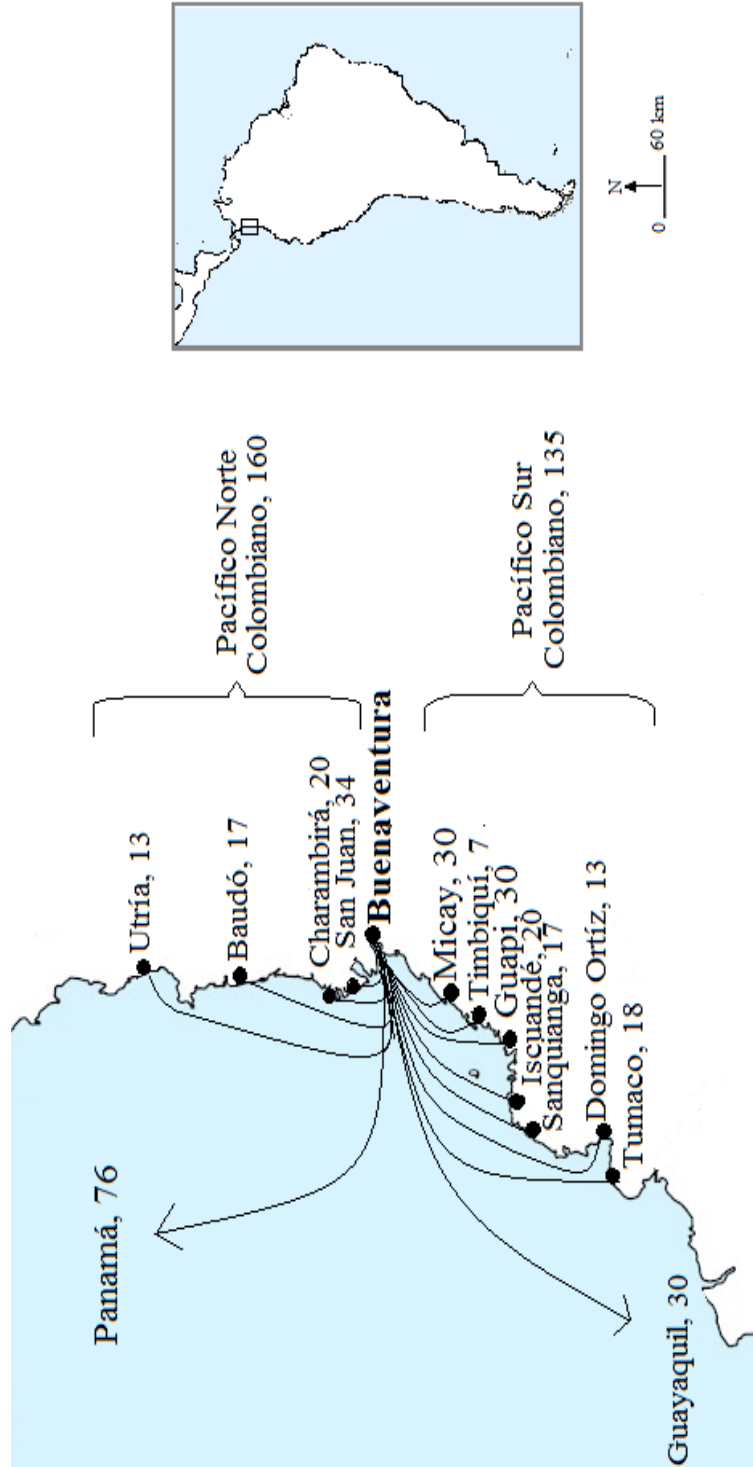 Panamá, 76
Utría, 13
Baudó, 17
Charambirá, 20
San Juan, 34
Buenaventura
Micay, 30
Timbiquí, 7
Guapi, 30
Iscuandé, 20
Sanquianga, 17
Domingo Ortíz, 13
Tumaco, 18
Guayaquil, 30
Pacífico Norte
Colombiano, 160
Pacífico Sur
Colombiano, 135
N
0 60 km